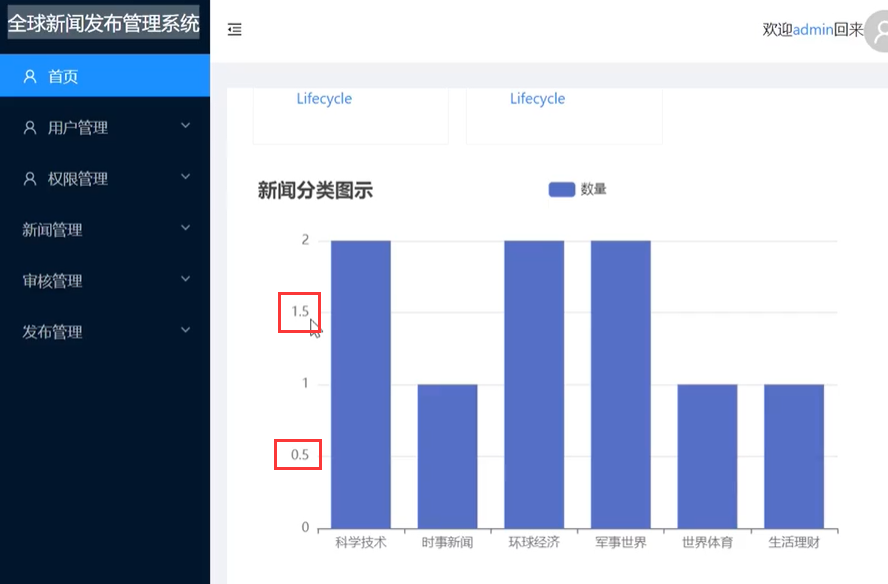 全球新闻发布管理系统
欢迎admin回来
首页
用户管理
权限管理
新闻管理
审核管理
发布管理
Lifecycle
Lifecycle
新闻分类图示
数量
2
1.5
1
0.5
0
科学技术
时事新闻
环球经济
军事世界
世界体育
生活理财